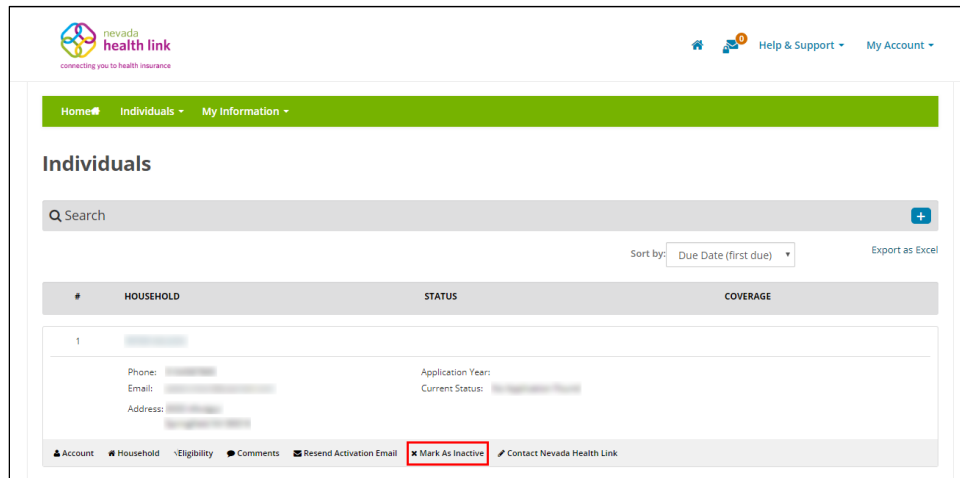 nevada
health link
connecting you to health insurance
0
Help & Support
My Account
Home
Individuals
My Information
Individuals
Search
+
Sort by: Due Date (first due)
Export as Excel
# HOUSEHOLD STATUS COVERAGE
1
Phone:
Application Year:
Email:
Current Status:
Address:
Account Household Eligibility Comments Resend Activation Email Mark As Inactive Contact Nevada Health Link